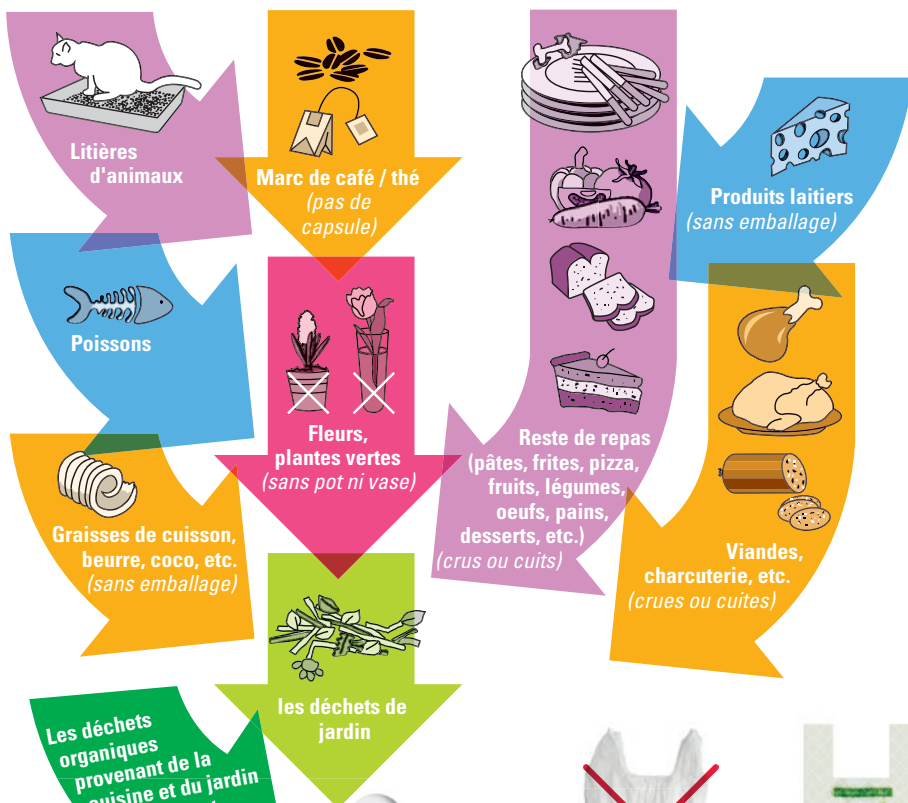 Litières
d'animaux
Marc de café / thé
(pas de
capsule)
Produits laitiers
(sans emballage)
Poissons
Fleurs,
plantes vertes
(sans pot ni vase)
Reste de repas
(pâtes, frites, pizza,
fruits, légumes,
oeufs, pains,
desserts, etc.)
(crus ou cuits)
Graisses de cuisson,
beurre, coco, etc.
(sans emballage)
Viandes,
charcuterie, etc.
(crues ou cuites)
les déchets de
jardin
Les déchets
organiques
provenant de la
cuisine et du jardin